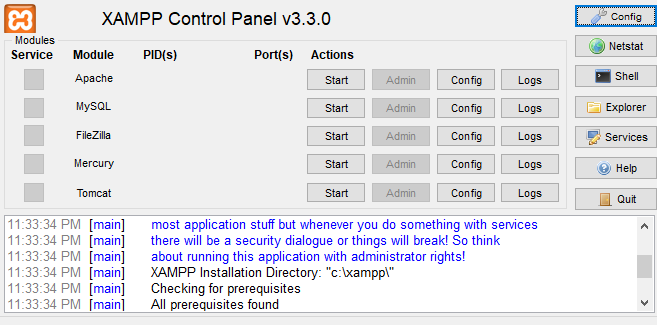 XAMPP Control Panel v3.3.0
Config
Modules
Service Module PID(s) Port(s) Actions
Netstat
Apache Start Admin Config Logs
Shell
MySQL Start Admin Config Logs
Explorer
FileZilla Start Admin Config Logs
Services
Mercury Start Admin Config Logs
Help
Tomcat Start Admin Config Logs
Quit
11:33:34 PM [main] most application stuff but whenever you do something with services
11:33:34 PM [main] there will be a security dialogue or things will break! So think
11:33:34 PM [main] about running this application with administrator rights!
11:33:34 PM [main] XAMPP Installation Directory: "c:\xampp\"
11:33:34 PM [main] Checking for prerequisites
11:33:34 PM [main] All prerequisites found